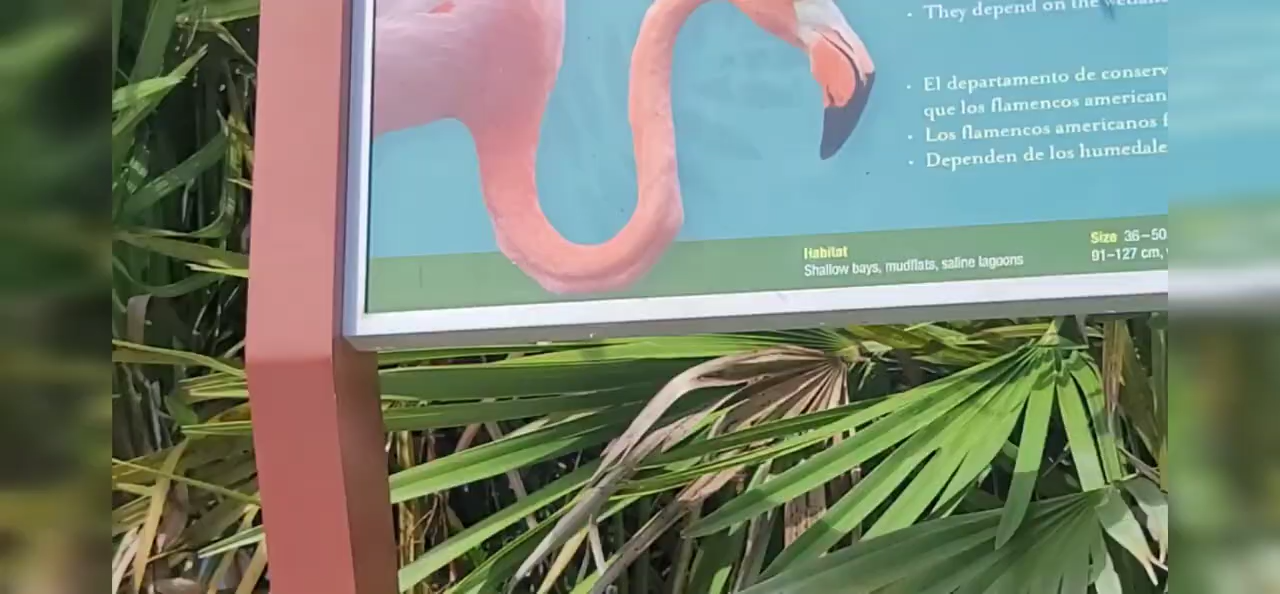 • They depend on the wetlands
• El departamento de conserv
que los flamencos american
• Los flamencos americanos f
• Dependen de los humedale
Habitat
Shallow bays, mudflats, saline lagoons
Size 36–50
91–127 cm,